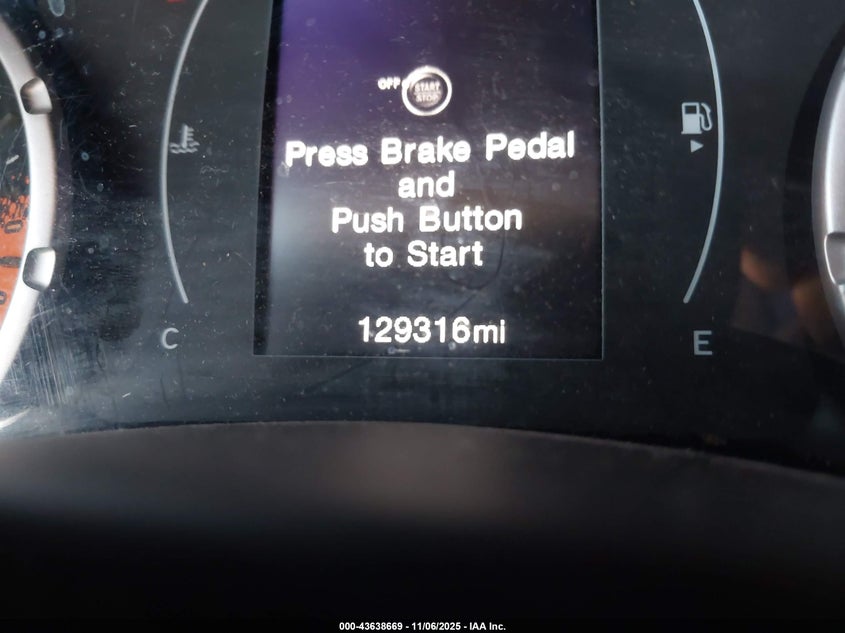 OFF START
STOP
Press Brake Pedal
and
Push Button
to Start
129316mi
C
E
000-43638669 - 11/06/2025 - IAA Inc.